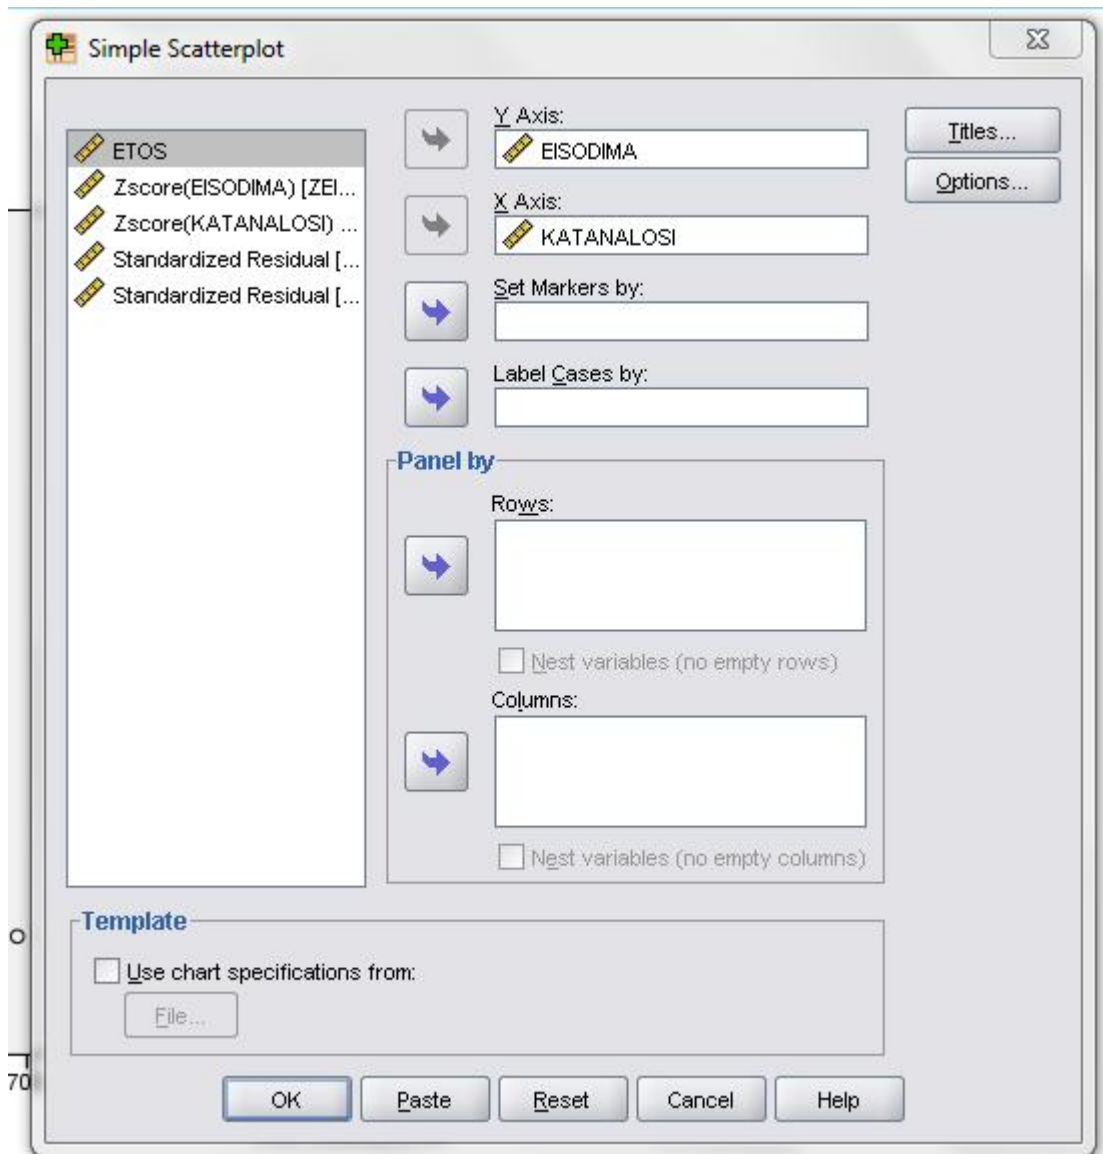 Simple Scatterplot
ETOS
Zscore(EISODIMA) [ZEI...
Zscore(KATANALOSI) ...
Standardized Residual [...
Standardized Residual [...
Y Axis:
EISODIMA
X Axis:
KATANALOSI
Set Markers by:
Label Cases by:
Panel by
Rows:
Nest variables (no empty rows)
Columns:
Nest variables (no empty columns)
Titles...
Options...
Template
Use chart specifications from:
File...
70
OK
Paste
Reset
Cancel
Help